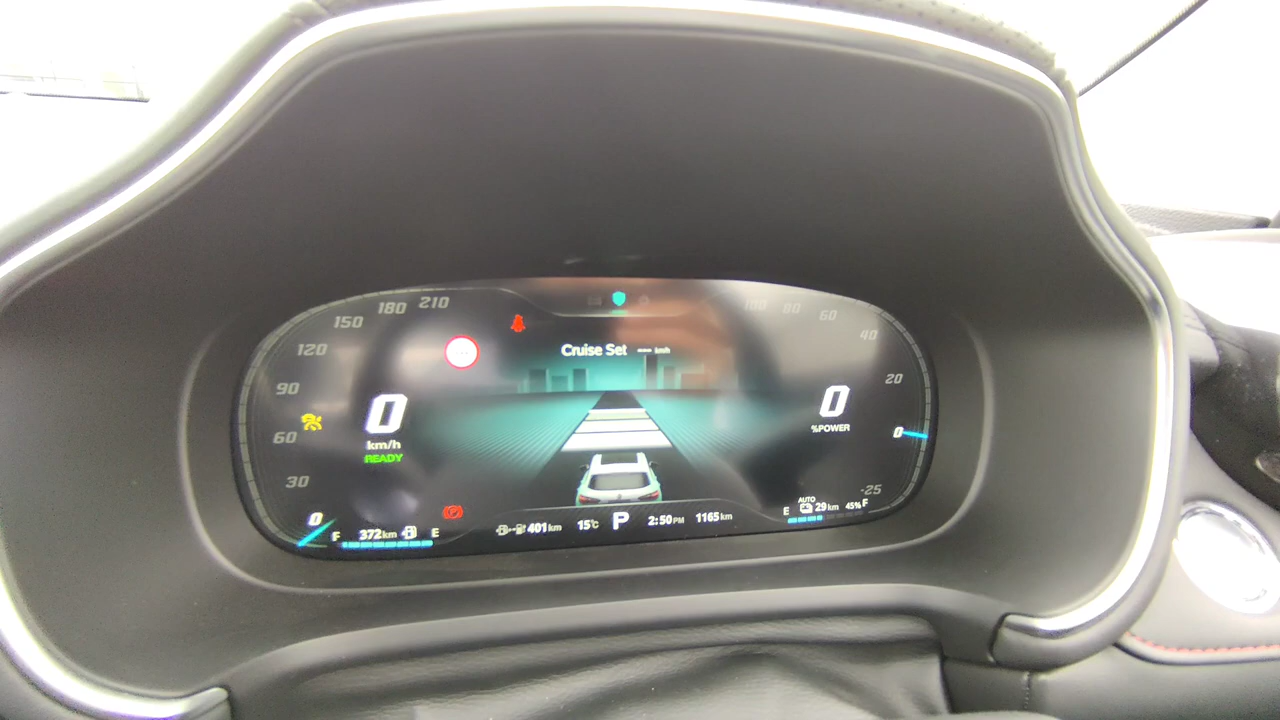 210
180
150
120
90
60
30
0
0
km/h
READY
F
372km
E
P
Cruise Set --- km/h
401km
15℃
P
2:50PM
1165km
100
80
60
40
20
0
-25
0
%POWER
AUTO
E
29km
45%
F